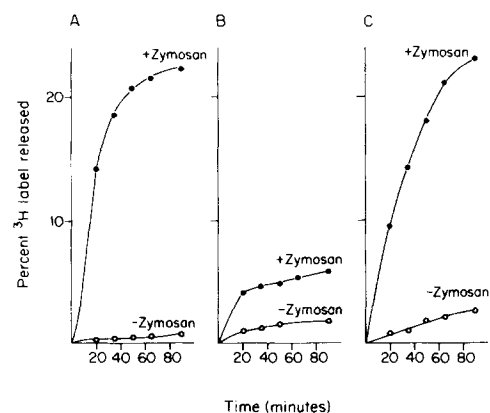 A
B
C
+Zymosan
-Zymosan
+Zymosan
-Zymosan
+Zymosan
-Zymosan
20
10
Percent ³H label released
20 40 60 80
20 40 60 80
20 40 60 80
Time (minutes)